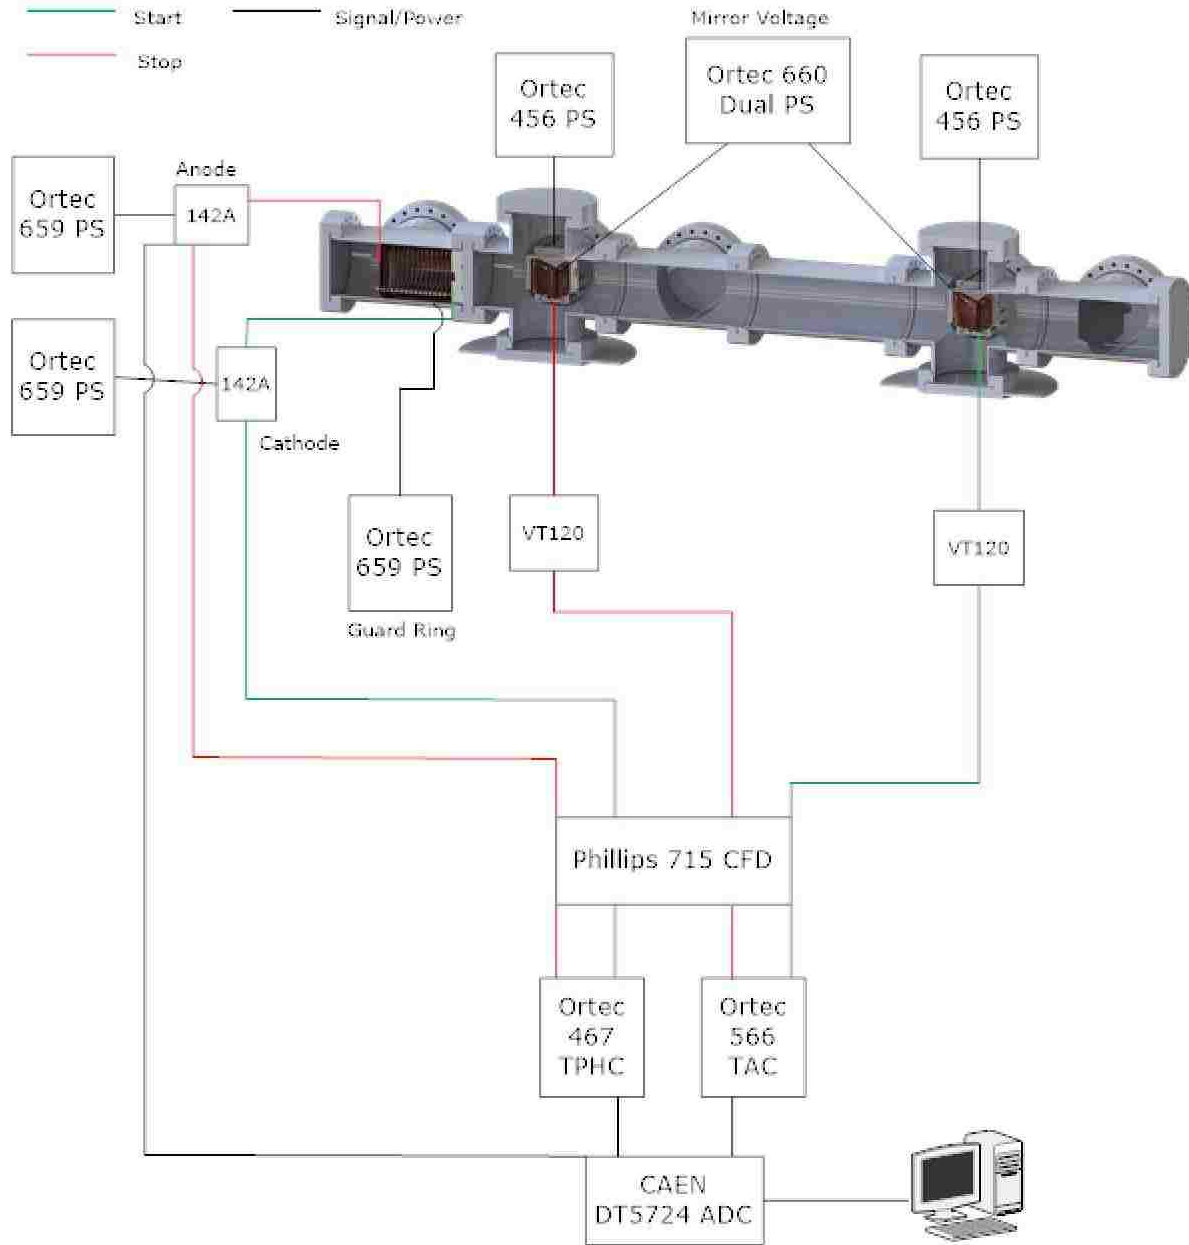 Start
Signal/Power
Stop
Mirror Voltage
Ortec
456 PS
Ortec 660
Dual PS
Ortec
456 PS
Anode
Ortec
659 PS
142A
Ortec
659 PS
142A
Cathode
Ortec
659 PS
Guard Ring
VT120
VT120
Phillips 715 CFD
Ortec
467
TPHC
Ortec
566
TAC
CAEN
DT5724 ADC